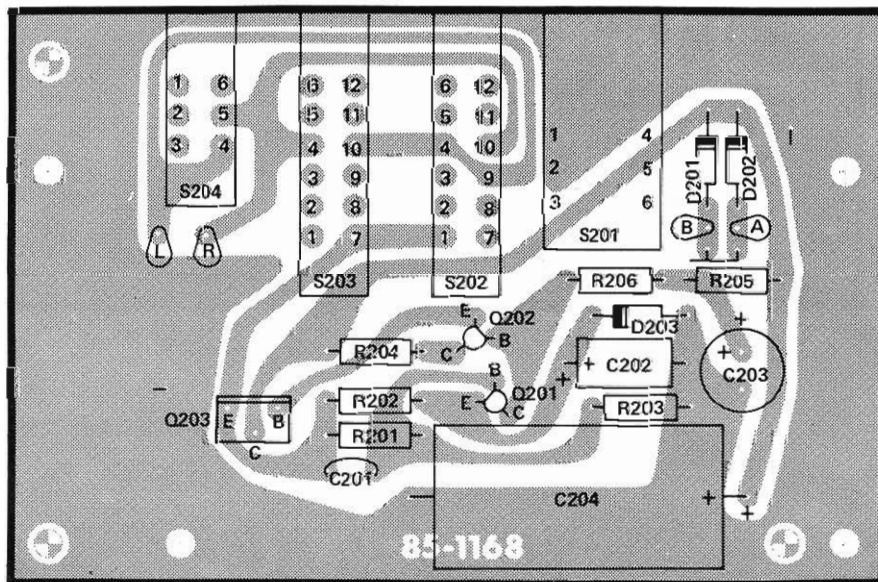 1 6
2 5
3 4
S204
L R
6 12
5 11
4 10
3 9
2 8
1 7
S203
6 12
5 11
4 10
3 9
2 8
1 7
S202
1 4
2 5
3 6
S201
D201 D202
B A
R206 R205
E Q202
B
C
R204
D203
+
+ C202
+
+
C203
B
E Q201
C
Q203 E B
C
R202
R201
R203
C201
C204 +
+
85-1168